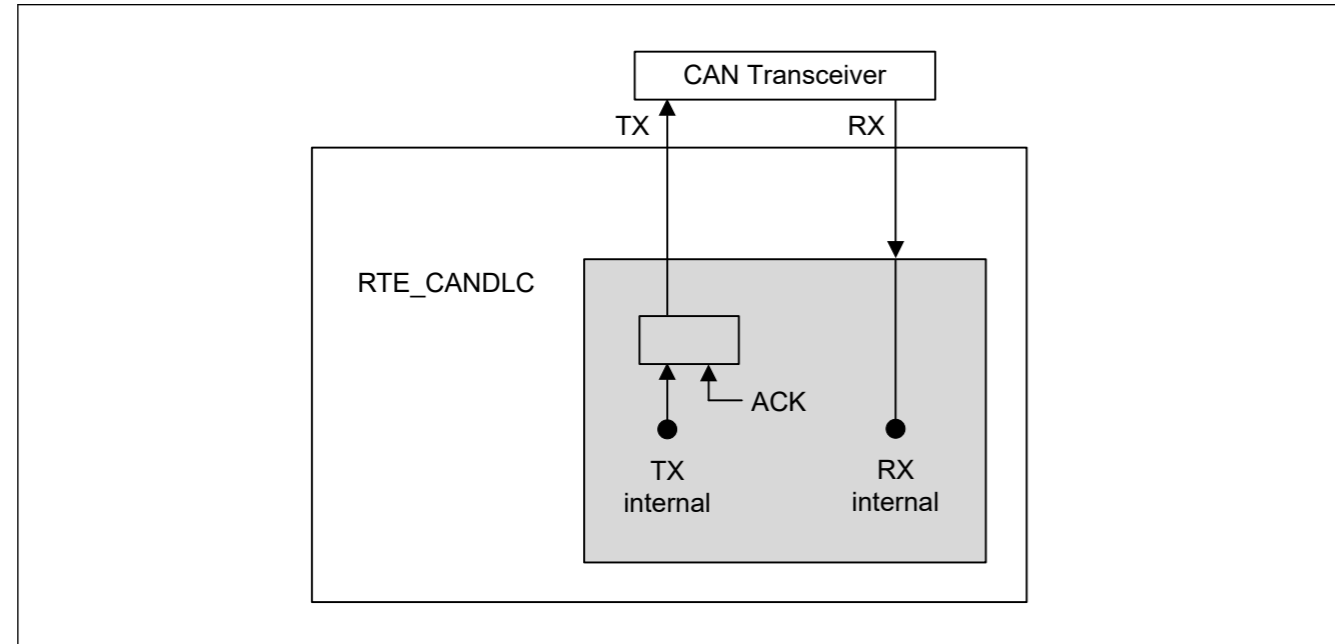 CAN Transceiver
TX
RX
RTE_CANDLC
ACK
TX
internal
RX
internal